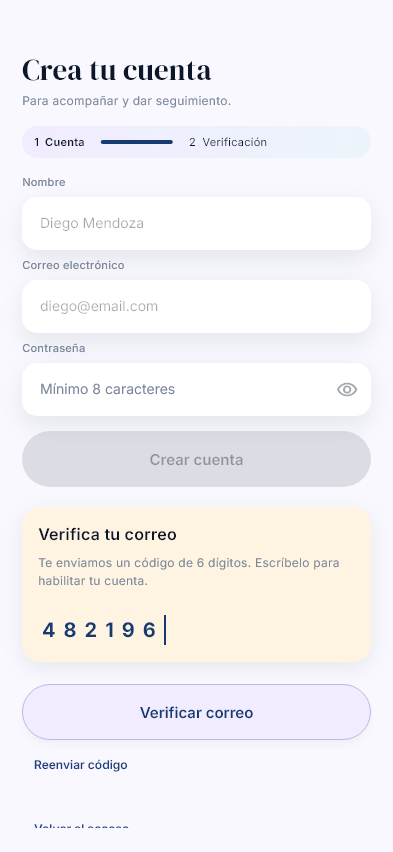 Crea tu cuenta
Para acompañar y dar seguimiento.
1 Cuenta 2 Verificación
Nombre
Diego Mendoza
Correo electrónico
diego@email.com
Contraseña
Mínimo 8 caracteres
Crear cuenta
Verifica tu correo
Te enviamos un código de 6 dígitos. Escríbelo para
habilitar tu cuenta.
482196
Verificar correo
Reenviar código